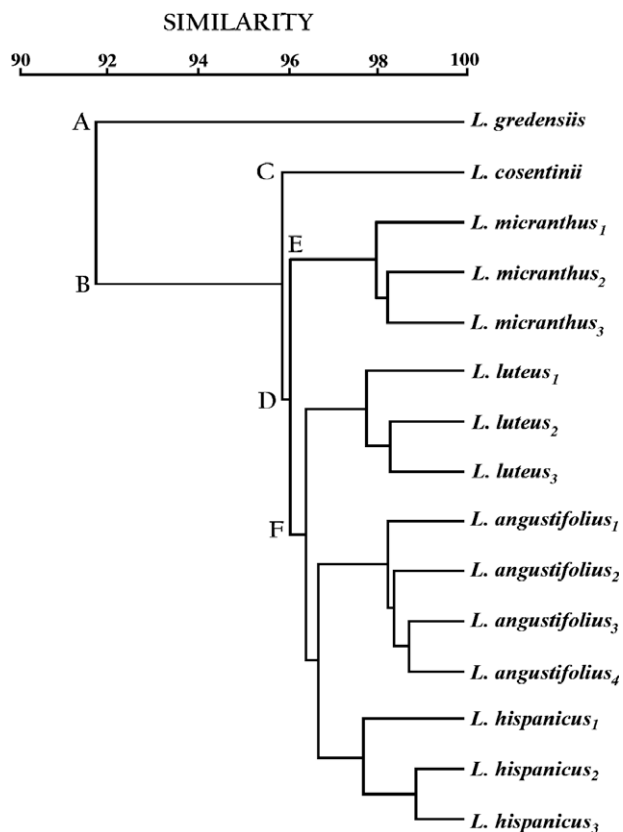 SIMILARITY
90 92 94 96 98 100
A L. gredensiis
C L. cosentinii
L. micranthus₁
E
L. micranthus₂
B
L. micranthus₃
L. luteus₁
D
L. luteus₂
L. luteus₃
L. angustifolius₁
F
L. angustifolius₂
L. angustifolius₃
L. angustifolius₄
L. hispanicus₁
L. hispanicus₂
L. hispanicus₃